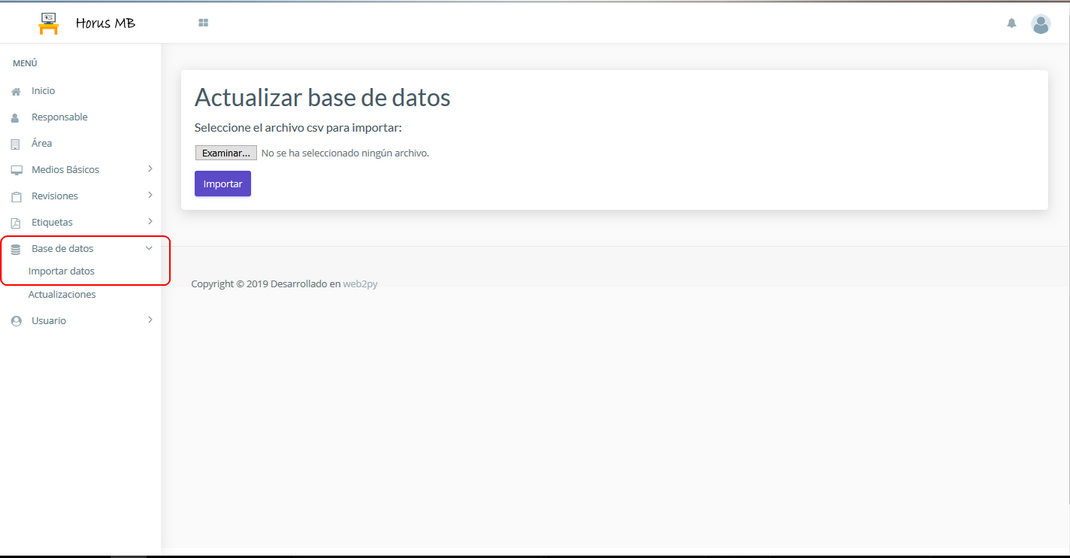 Horus MB
MENÚ
Inicio
Responsable
Área
Medios Básicos
Revisiones
Etiquetas
Base de datos
Importar datos
Actualizaciones
Usuario
Actualizar base de datos
Seleccione el archivo csv para importar:
Examinar... No se ha seleccionado ningún archivo.
Importar
Copyright © 2019 Desarrollado en web2py